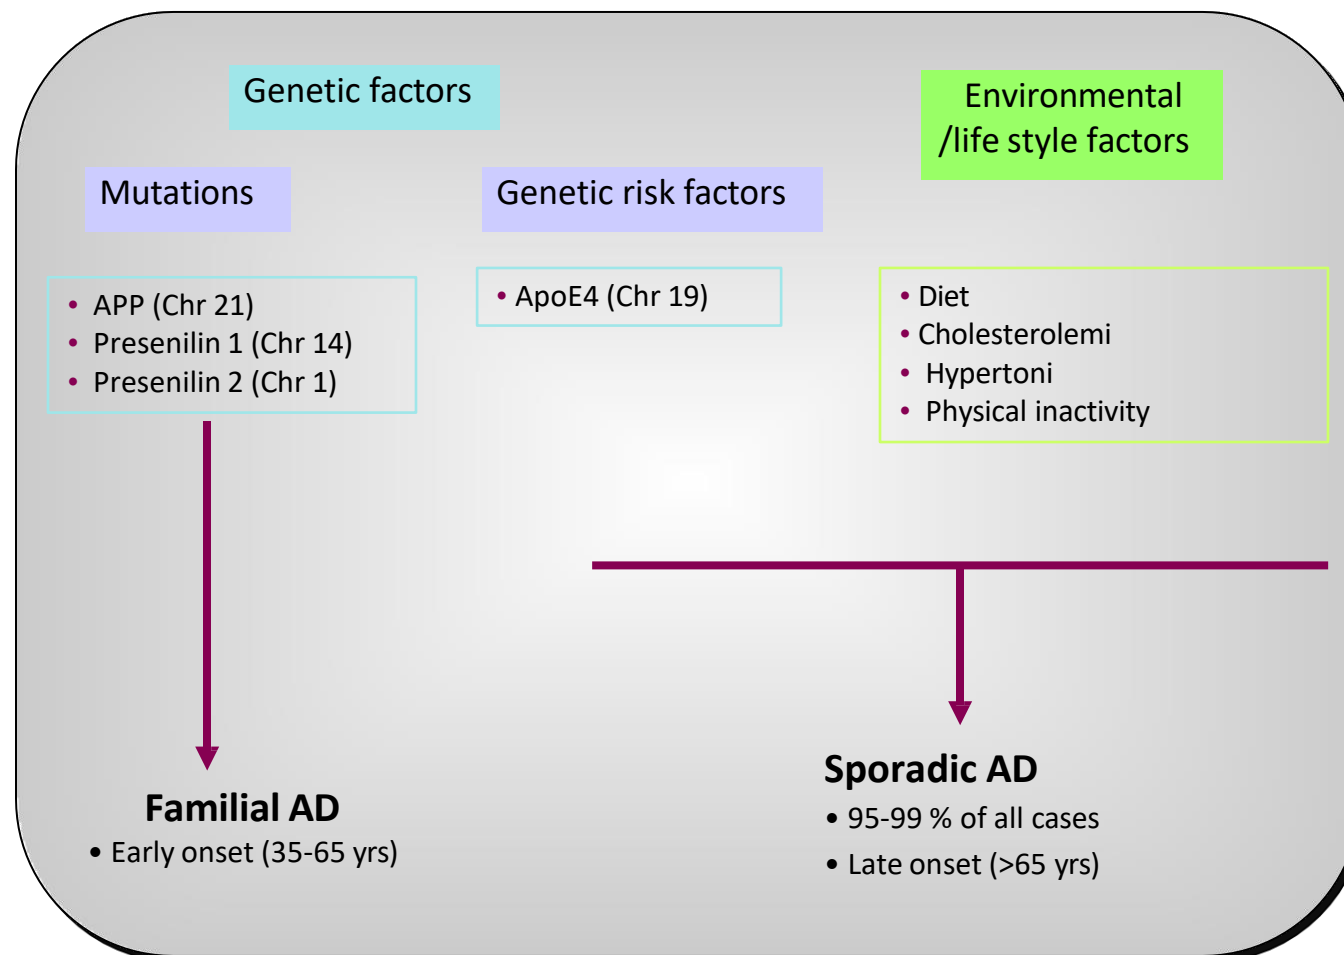 Genetic factors
Environmental
/life style factors
Mutations
Genetic risk factors
• APP (Chr 21)
• Presenilin 1 (Chr 14)
• Presenilin 2 (Chr 1)
• ApoE4 (Chr 19)
• Diet
• Cholesterolemi
• Hypertoni
• Physical inactivity
Familial AD
• Early onset (35-65 yrs)
Sporadic AD
• 95-99 % of all cases
• Late onset (>65 yrs)